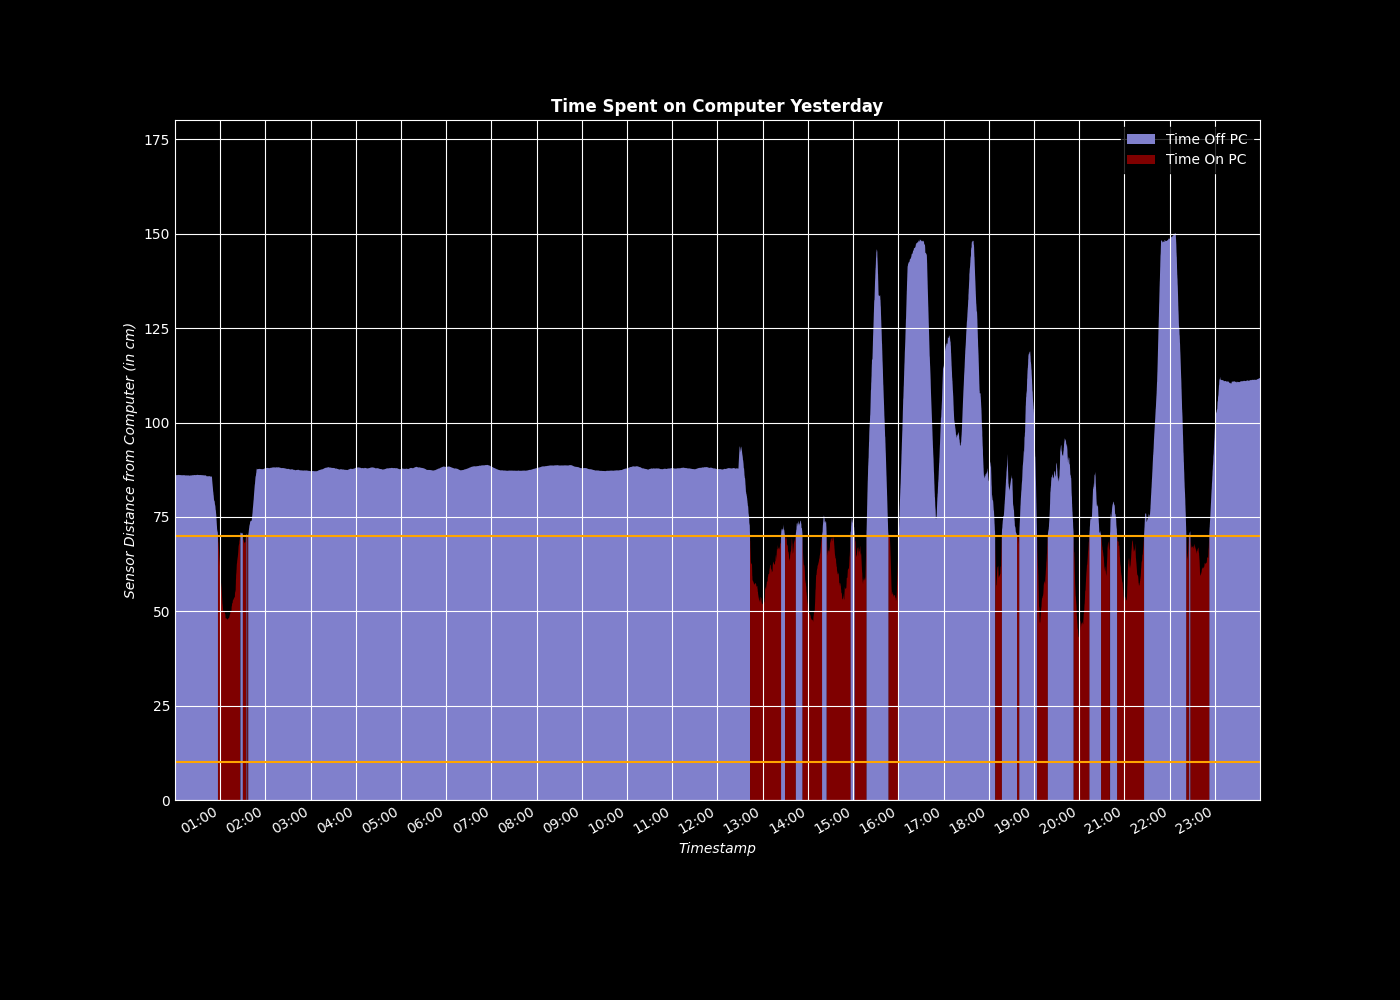 Time Spent on Computer Yesterday
Time Off PC
Time On PC
175
150
125
100
75
50
25
0
Sensor Distance from Computer (in cm)
01:00 02:00 03:00 04:00 05:00 06:00 07:00 08:00 09:00 10:00 11:00 12:00 13:00 14:00 15:00 16:00 17:00 18:00 19:00 20:00 21:00 22:00 23:00
Timestamp